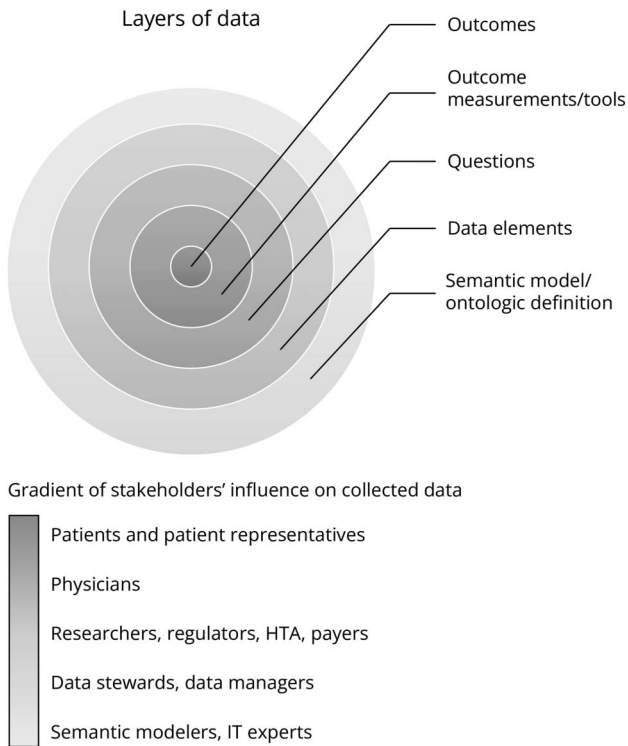 Layers of data
Outcomes
Outcome
measurements/tools
Questions
Data elements
Semantic model/
ontologic definition
Gradient of stakeholders’ influence on collected data
Patients and patient representatives
Physicians
Researchers, regulators, HTA, payers
Data stewards, data managers
Semantic modelers, IT experts